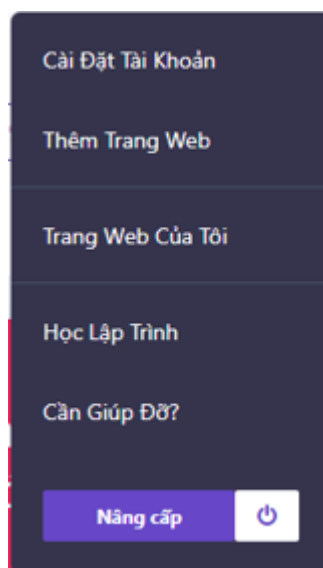 Cài Đặt Tài Khoản
Thêm Trang Web
Trang Web Của Tôi
Học Lập Trình
Cần Giúp Đỡ?
Nâng cấp